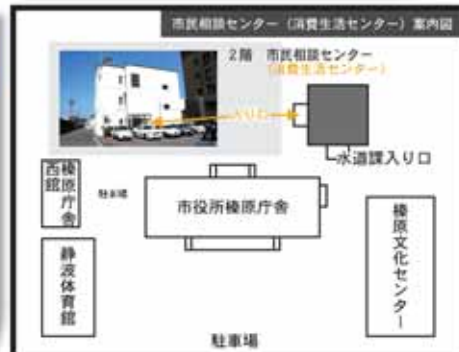 市民相談センター（消費生活センター）案内図
2階　市民相談センター
（消費生活センター）
入り口
水道課入り口
榛原庁舎
西館
駐車場
市役所榛原庁舎
静波体育館
榛原文化センター
駐車場